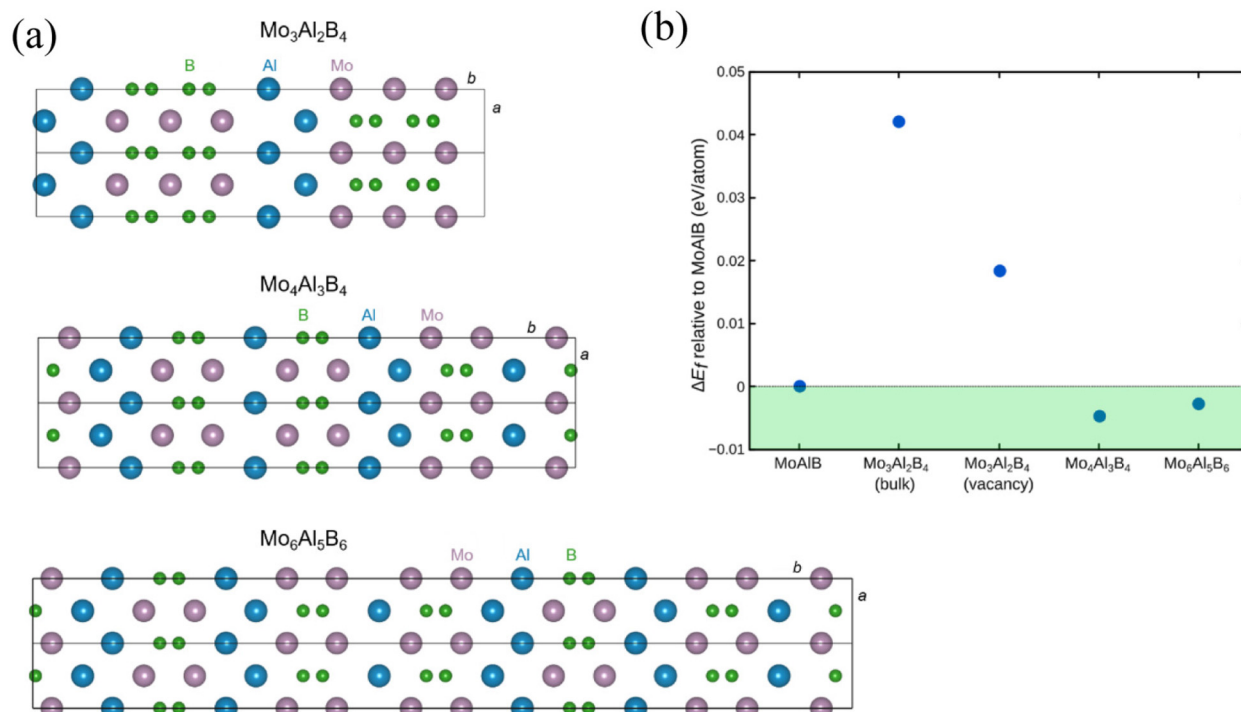 (a)
Mo₃Al₂B₄
B Al Mo b
a
Mo₄Al₃B₄
B Al Mo b
a
Mo₆Al₅B₆
Mo Al B b
a
(b)
0.05
0.04
0.03
0.02
0.01
0
−0.01
ΔEf relative to MoAlB (eV/atom)
MoAlB Mo₃Al₂B₄ Mo₃Al₂B₄ Mo₄Al₃B₄ Mo₆Al₅B₆
(bulk) (vacancy)